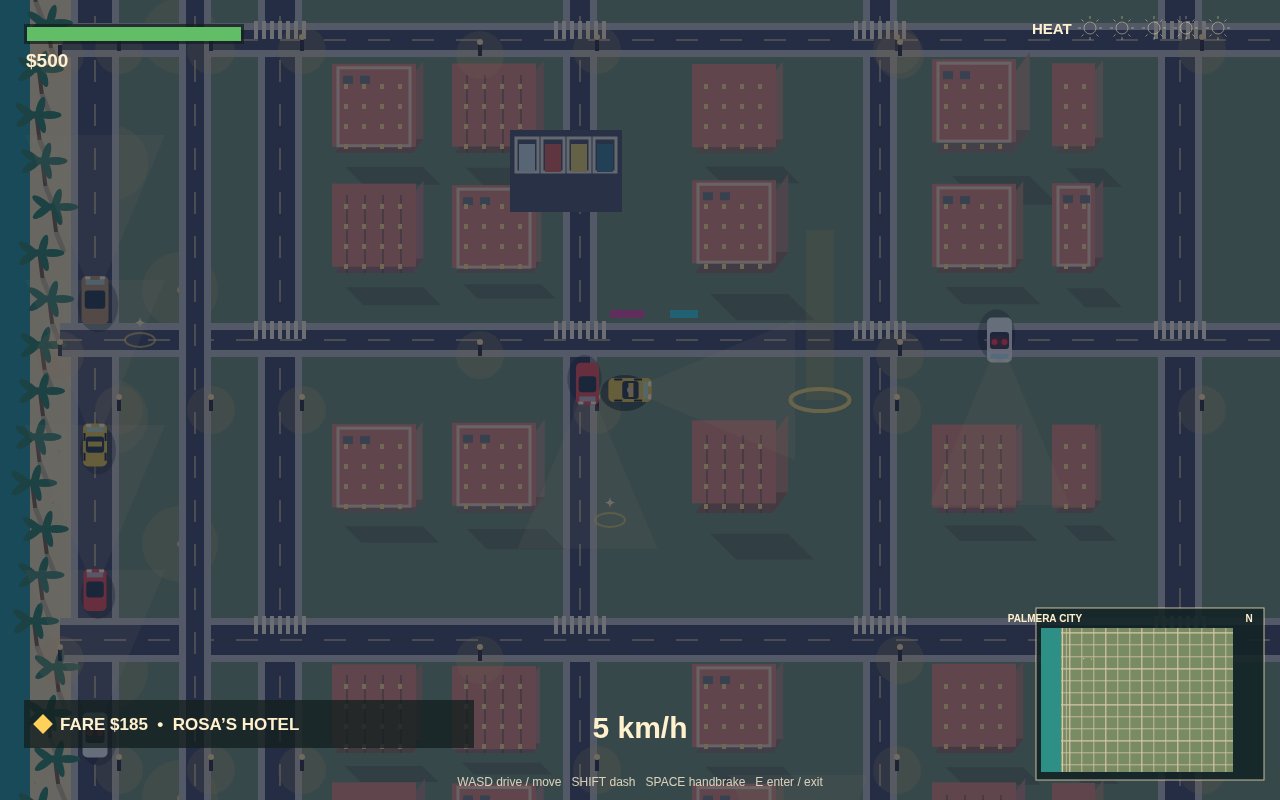 HEAT
$500
PALMERA CITY N
FARE $185 • ROSA'S HOTEL
5 km/h
WASD drive / move SHIFT dash SPACE handbrake E enter / exit